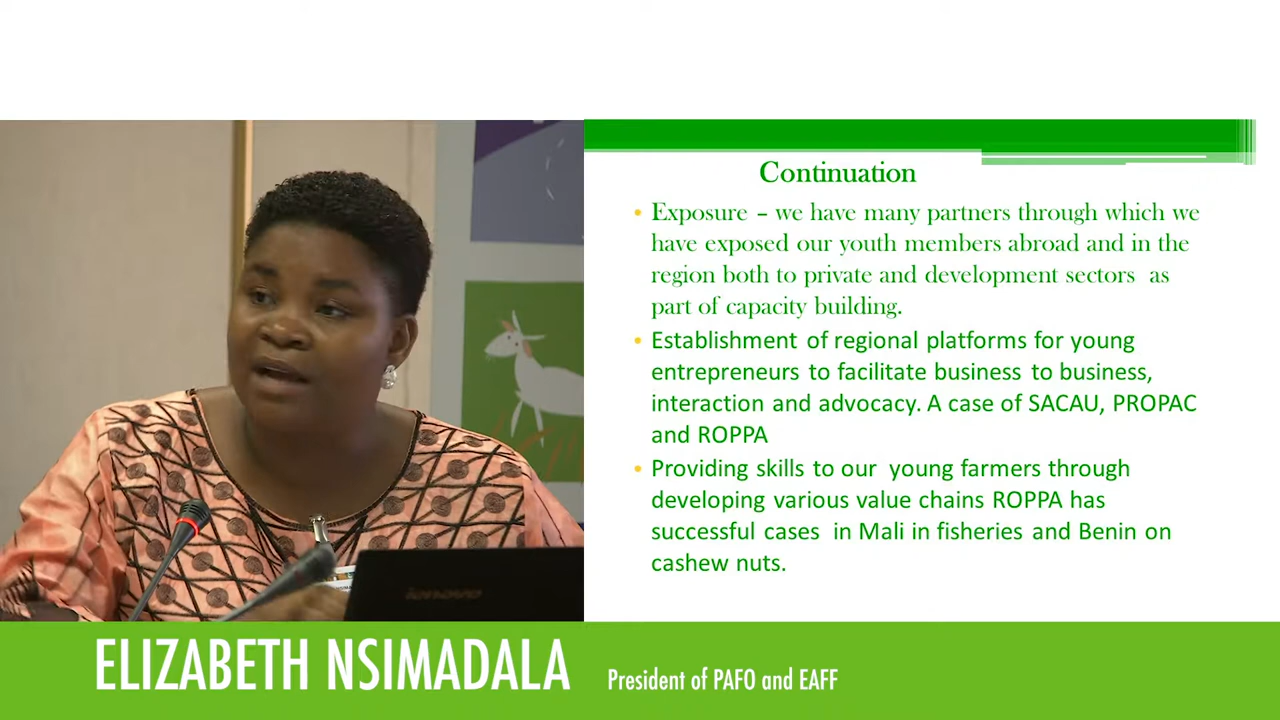 Continuation
• Exposure – we have many partners through which we
have exposed our youth members abroad and in the
region both to private and development sectors as
part of capacity building.
• Establishment of regional platforms for young
entrepreneurs to facilitate business to business,
interaction and advocacy. A case of SACAU, PROPAC
and ROPPA
• Providing skills to our young farmers through
developing various value chains ROPPA has
successful cases in Mali in fisheries and Benin on
cashew nuts.
lenovo
ELIZABETH NSIMADALA
President of PAFO and EAFF